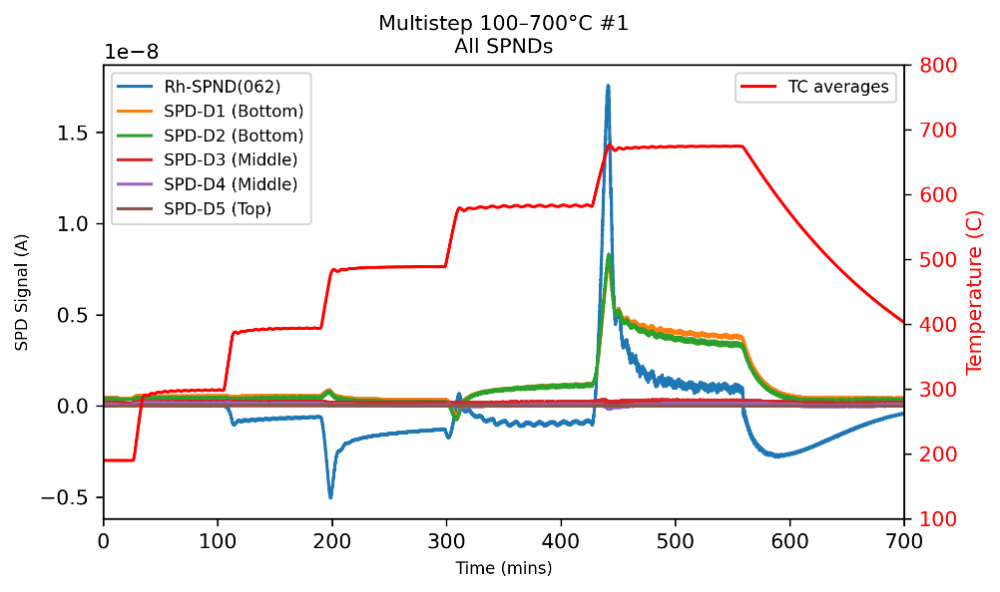 Multistep 100–700°C #1
All SPNDs
1e−8
Rh-SPND(062)
SPD-D1 (Bottom)
SPD-D2 (Bottom)
SPD-D3 (Middle)
SPD-D4 (Middle)
SPD-D5 (Top)
TC averages
1.5
1.0
0.5
0.0
−0.5
SPD Signal (A)
800
700
600
500
400
300
200
100
Temperature (C)
0 100 200 300 400 500 600 700
Time (mins)